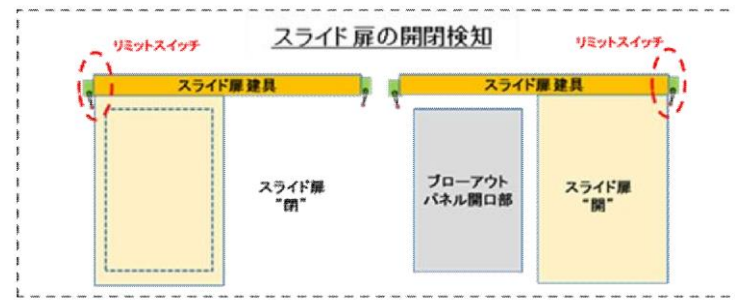 スライド扉の開閉検知
リミットスイッチ
リミットスイッチ
スライド扉 建具
スライド扉 建具
スライド扉
“閉”
ブローアウト
パネル開口部
スライド扉
“開”